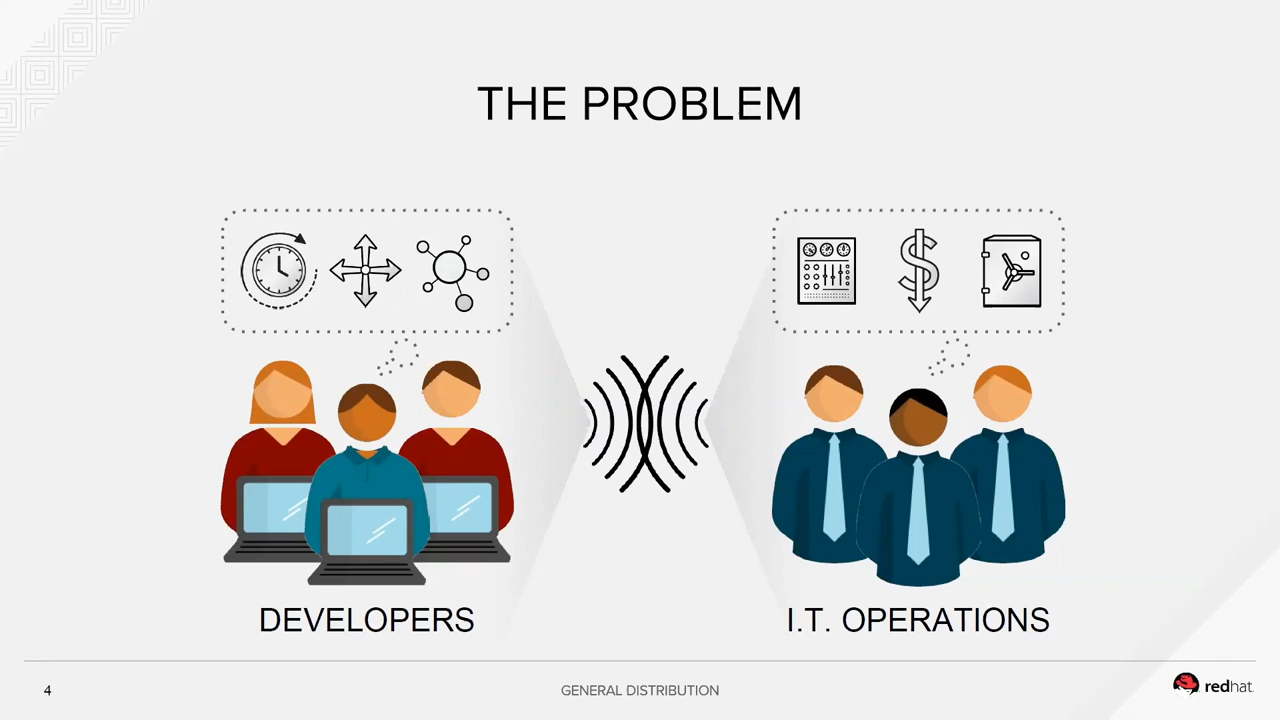 THE PROBLEM
DEVELOPERS
I.T. OPERATIONS
4
GENERAL DISTRIBUTION
redhat.